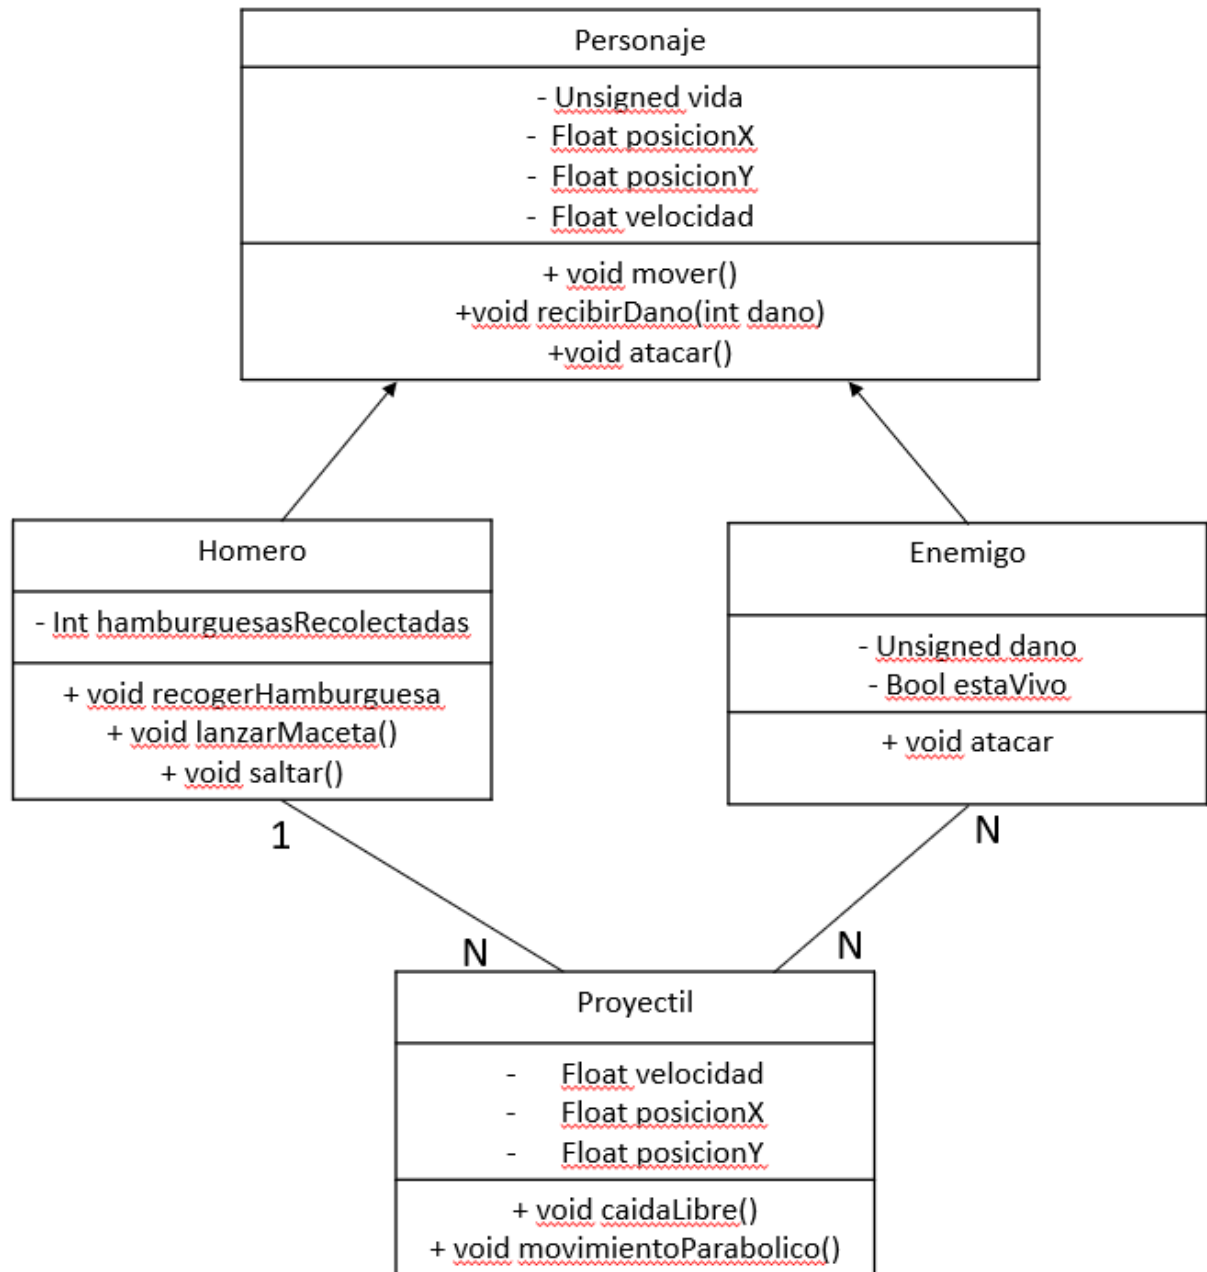 Personaje
- Unsigned vida
- Float posicionX
- Float posicionY
- Float velocidad
+ void mover()
+void recibirDano(int dano)
+void atacar()
Homero
- Int hamburguesasRecolectadas
+ void recogerHamburguesa
+ void lanzarMaceta()
+ void saltar()
Enemigo
- Unsigned dano
- Bool estaVivo
+ void atacar
1
N
N
N
Proyectil
- Float velocidad
- Float posicionX
- Float posicionY
+ void caidaLibre()
+ void movimientoParabolico()